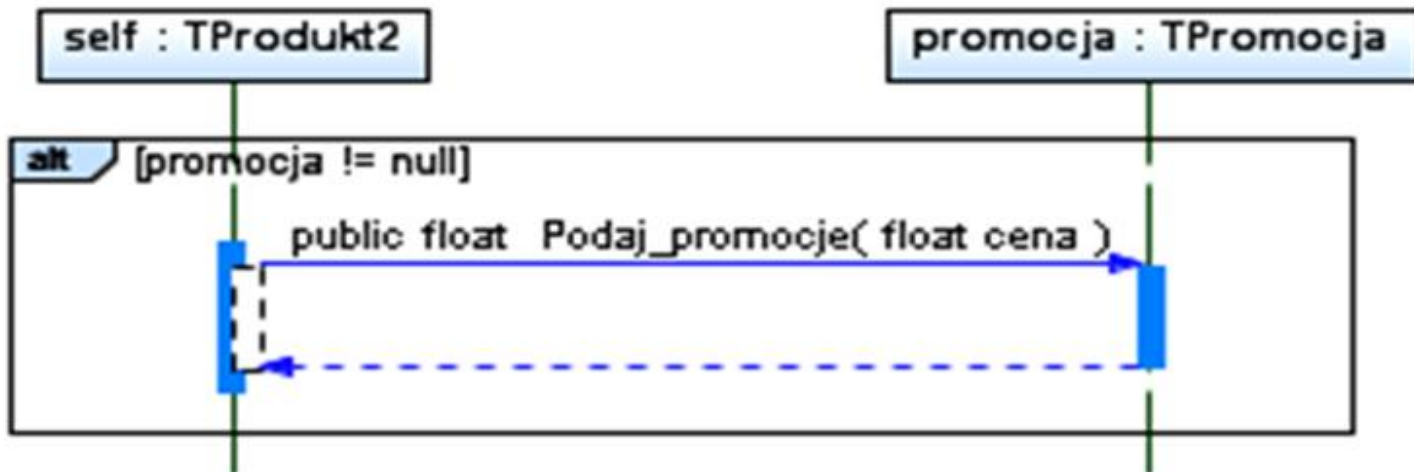 self : TProdukt2
promocja : TPromocja
alt [promocja != null]
public float Podaj_promocje( float cena )